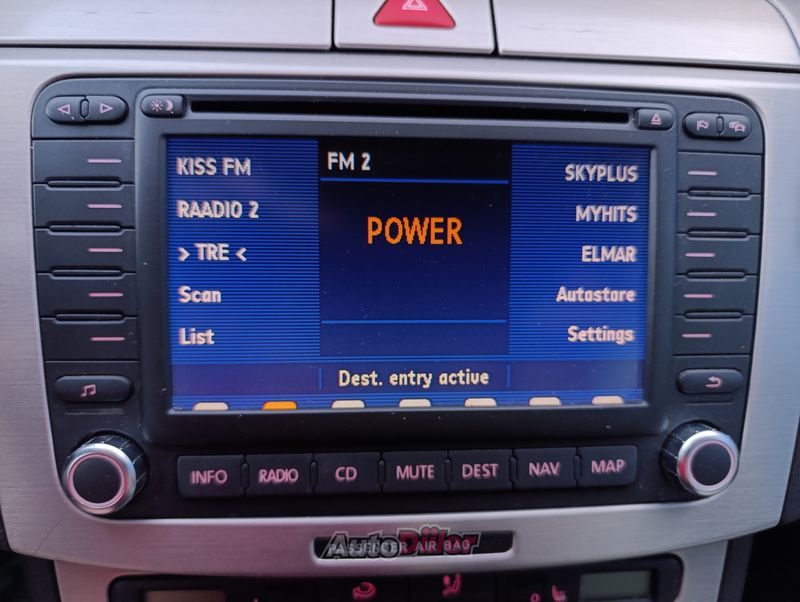 KISS FM
RAADIO 2
> TRE <
Scan
List
FM 2
POWER
SKYPLUS
MYHITS
ELMAR
Autostore
Settings
Dest. entry active
INFO
RADIO
CD
MUTE
DEST
NAV
MAP
AutoDiiler
PASSENGER AIR BAG